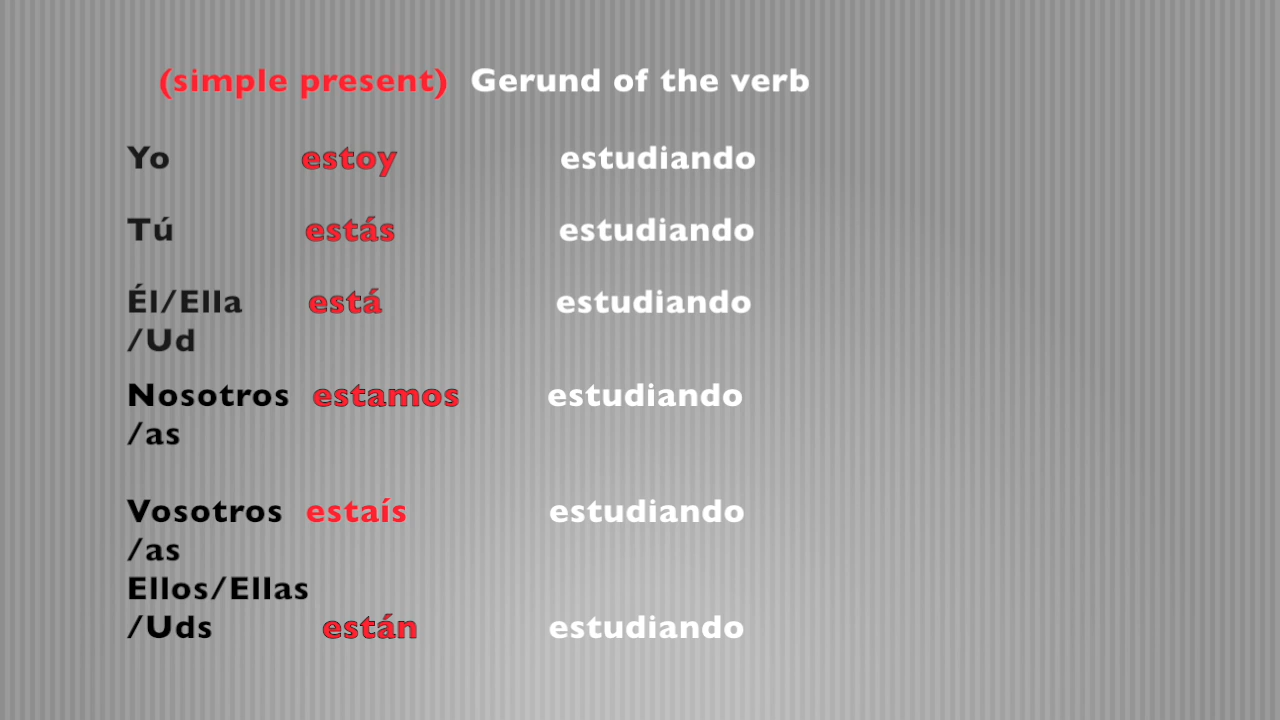 (simple present) Gerund of the verb
Yo estoy estudiando
Tú estás estudiando
Él/Ella está estudiando
/Ud
Nosotros estamos estudiando
/as
Vosotros estaís estudiando
/as
Ellos/Ellas
/Uds están estudiando